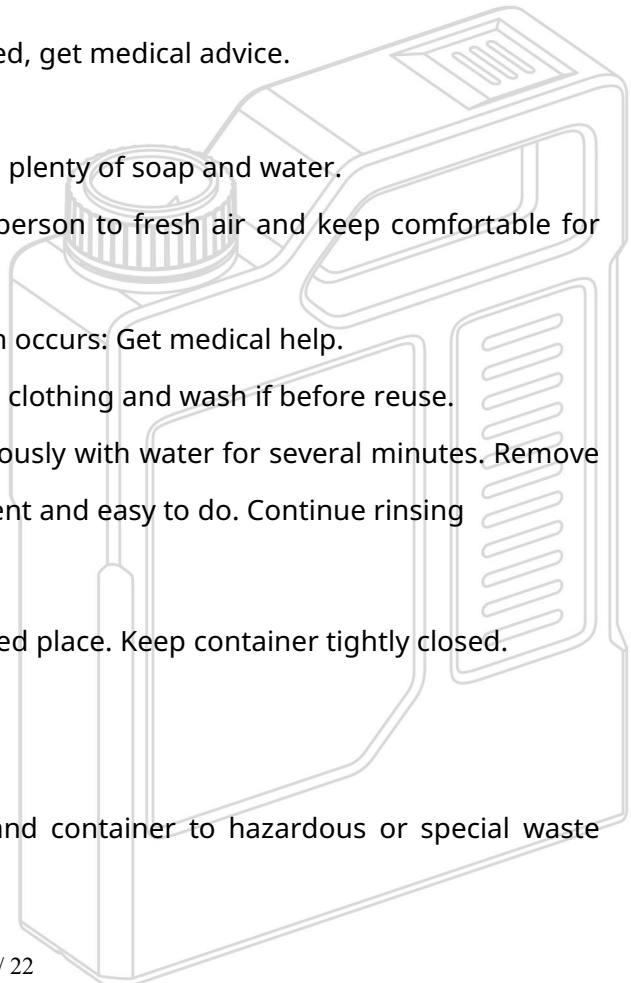 ed, get medical advice.
plenty of soap and water.
person to fresh air and keep comfortable for
n occurs: Get medical help.
clothing and wash if before reuse.
ously with water for several minutes. Remove
ent and easy to do. Continue rinsing
ed place. Keep container tightly closed.
and container to hazardous or special waste
/ 22